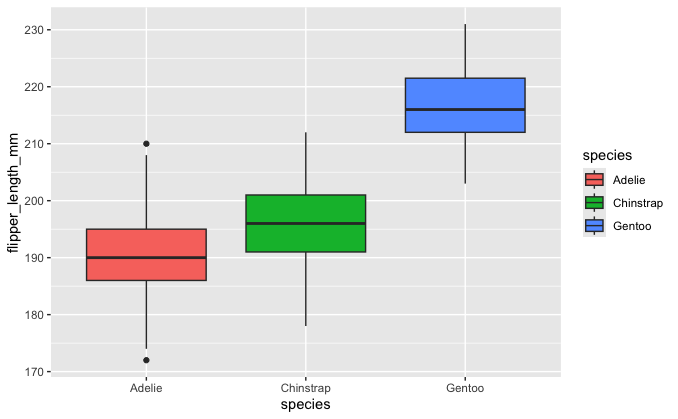 230
220
210
200
190
180
170
flipper_length_mm
Adelie
Chinstrap
Gentoo
species
species
Adelie
Chinstrap
Gentoo